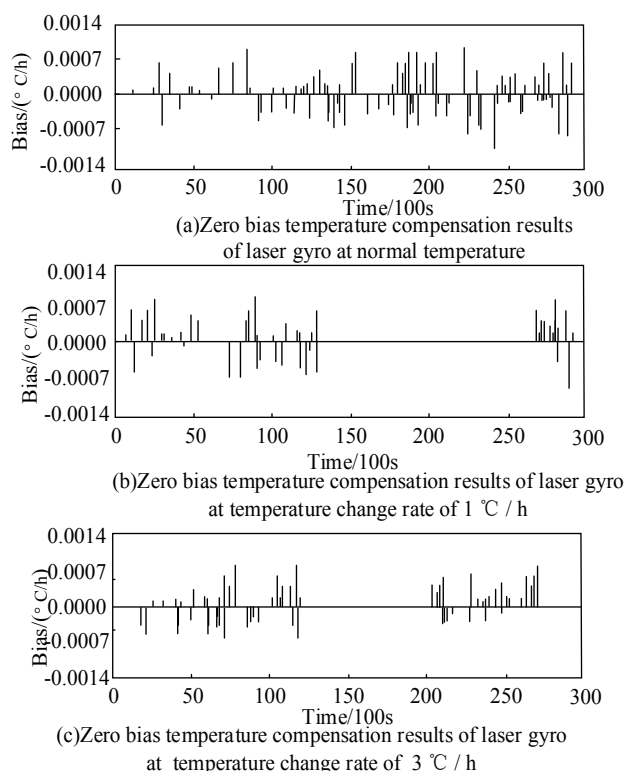 0.0014
0.0007
0.0000
-0.0007
-0.0014
Bias/(° C/h)
0 50 100 150 200 250 300
Time/100s
(a)Zero bias temperature compensation results
of laser gyro at normal temperature
0.0014
0.0007
0.0000
-0.0007
-0.0014
Bias/(° C/h)
0 50 100 150 200 250 300
Time/100s
(b)Zero bias temperature compensation results of laser gyro
at temperature change rate of 1 ℃ / h
0.0014
0.0007
0.0000
-0.0007
-0.0014
Bias/(° C/h)
0 50 100 150 200 250 300
Time/100s
(c)Zero bias temperature compensation results of laser gyro
at temperature change rate of 3 ℃ / h